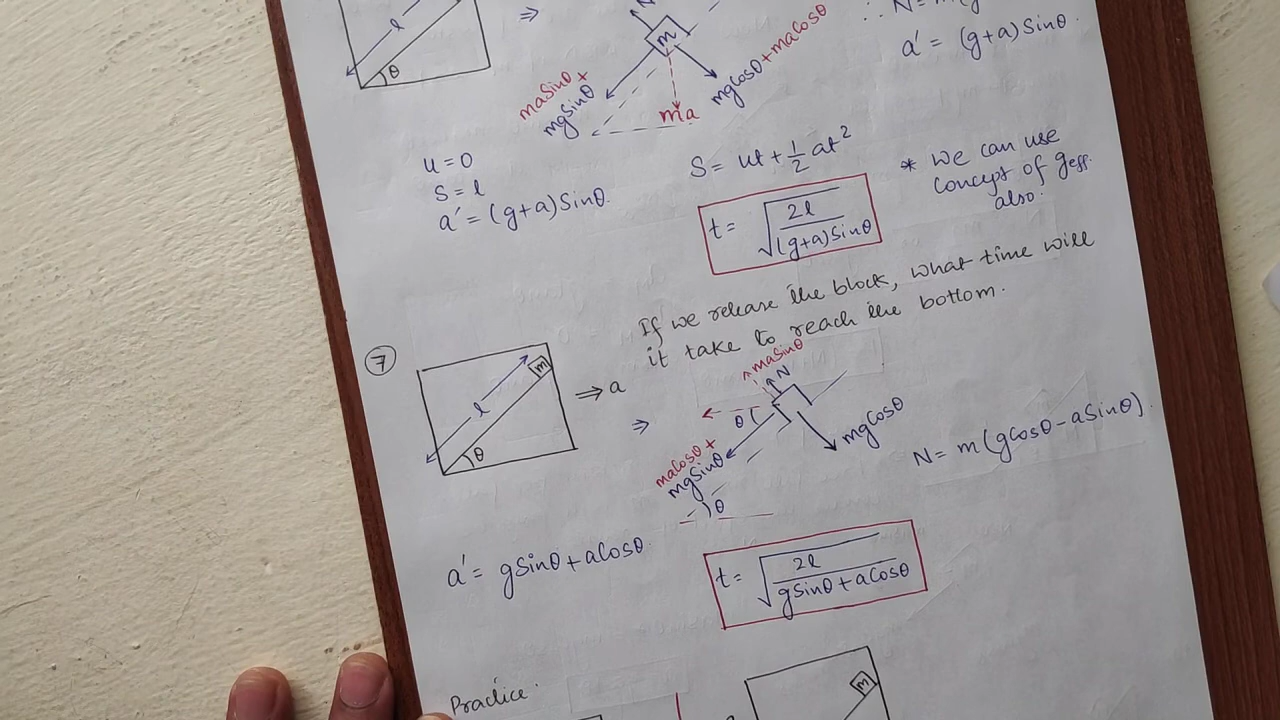 l
θ
⇒
N
m
maSinθ +
mgSinθ
mgCosθ + maCosθ
ma
a' = (g+a) Sinθ.
u = 0
S = l
a' = (g+a) Sinθ.
S = ut + 1/2 at²
t = √(2l / (g+a) Sinθ)
* We can use
concept of geff.
also.
If we release the block, what time will
it take to reach the bottom.
7
m
l
θ
⇒ a
⇒
maSinθ
N
θ
mgCosθ
maCosθ +
mgSinθ
θ
N = m (gCosθ - aSinθ)
a' = gSinθ + aCosθ.
t = √(2l / gSinθ + aCosθ)
Practice.
m